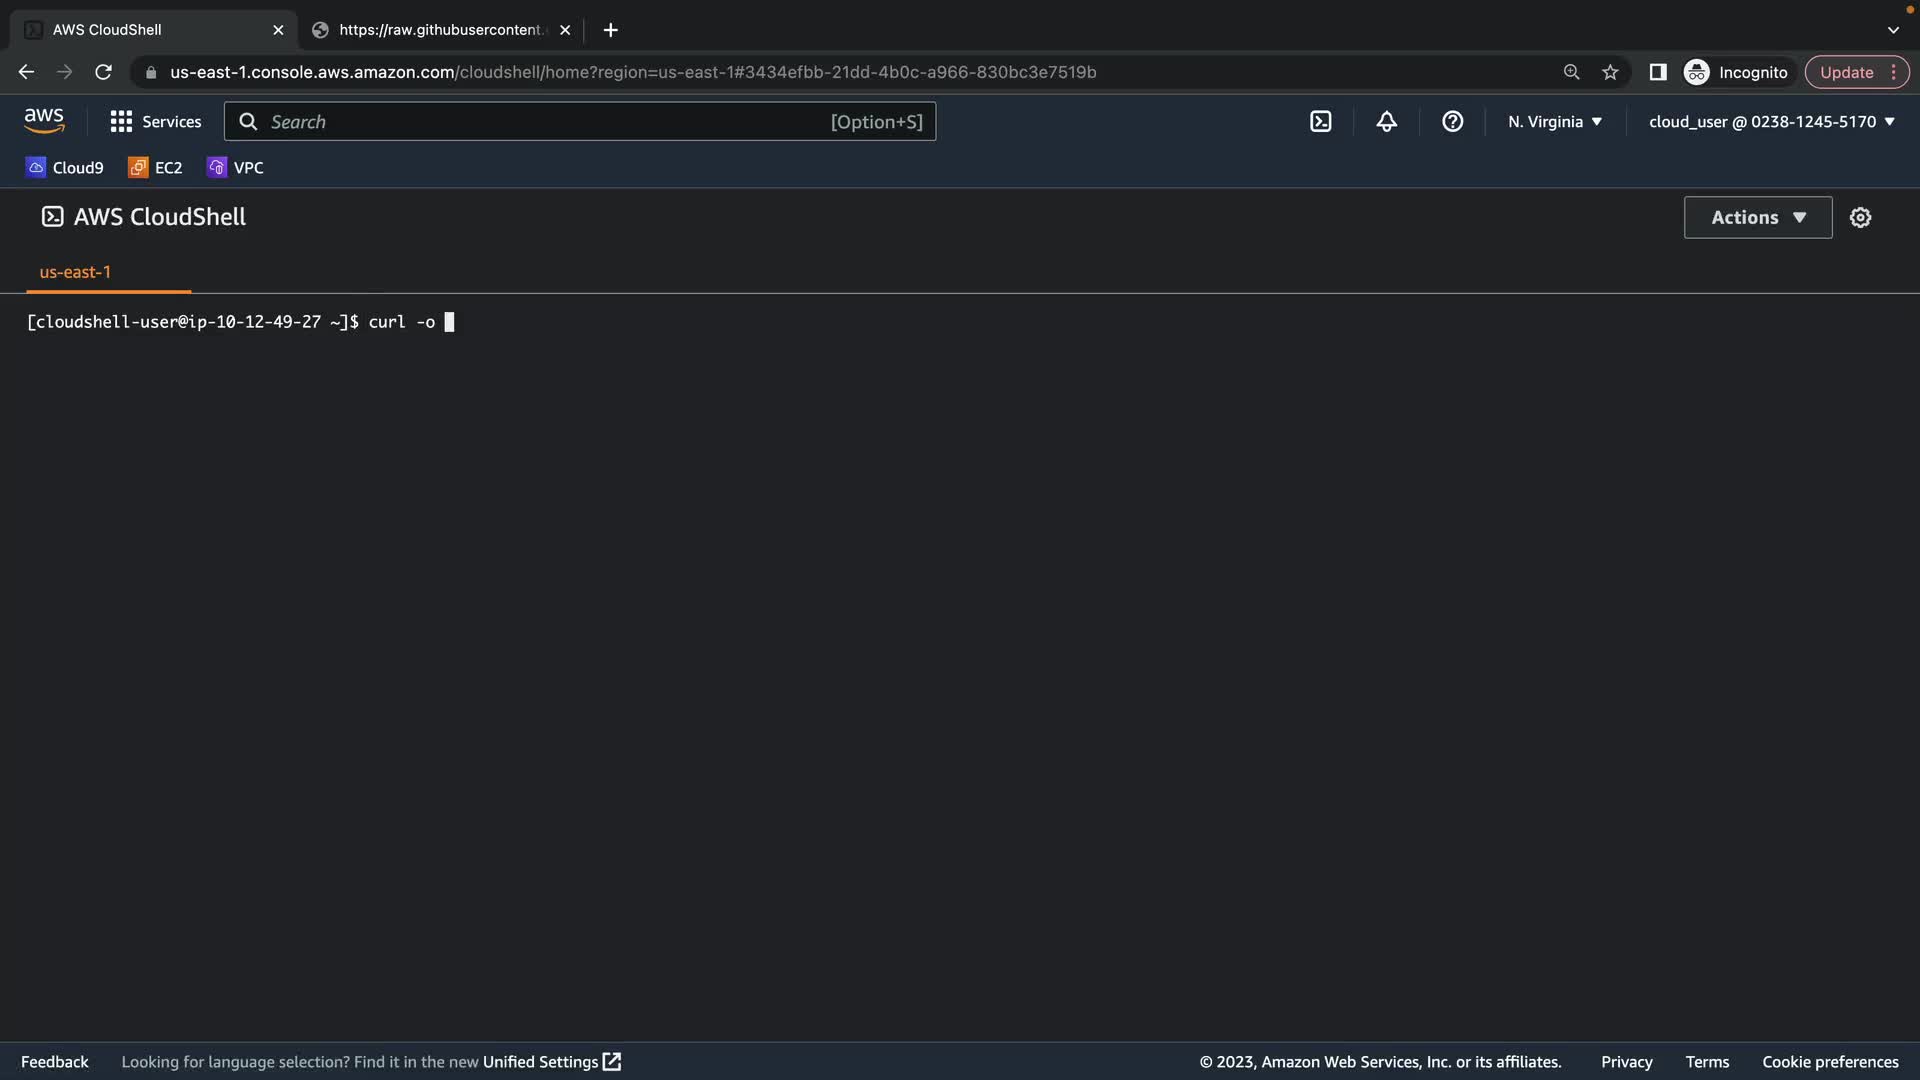 AWS CloudShell
https://raw.githubusercontent.
us-east-1.console.aws.amazon.com/cloudshell/home?region=us-east-1#3434efbb-21dd-4b0c-a966-830bc3e7519b
Incognito
Update
aws
Services
Search
[Option+S]
N. Virginia
cloud_user @ 0238-1245-5170
Cloud9
EC2
VPC
AWS CloudShell
Actions
us-east-1
[cloudshell-user@ip-10-12-49-27 ~]$ curl -o
Feedback
Looking for language selection? Find it in the new Unified Settings
© 2023, Amazon Web Services, Inc. or its affiliates.
Privacy
Terms
Cookie preferences